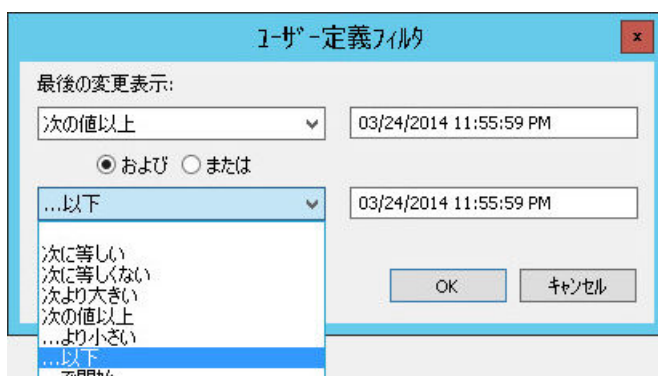 ユーザー定義フィルタ
x
最後の変更表示:
次の値以上
03/24/2014 11:55:59 PM
および
または
...以下
03/24/2014 11:55:59 PM
次に等しい
次に等しくない
次より大きい
次の値以上
...より小さい
...以下
...で開始
OK
キャンセル